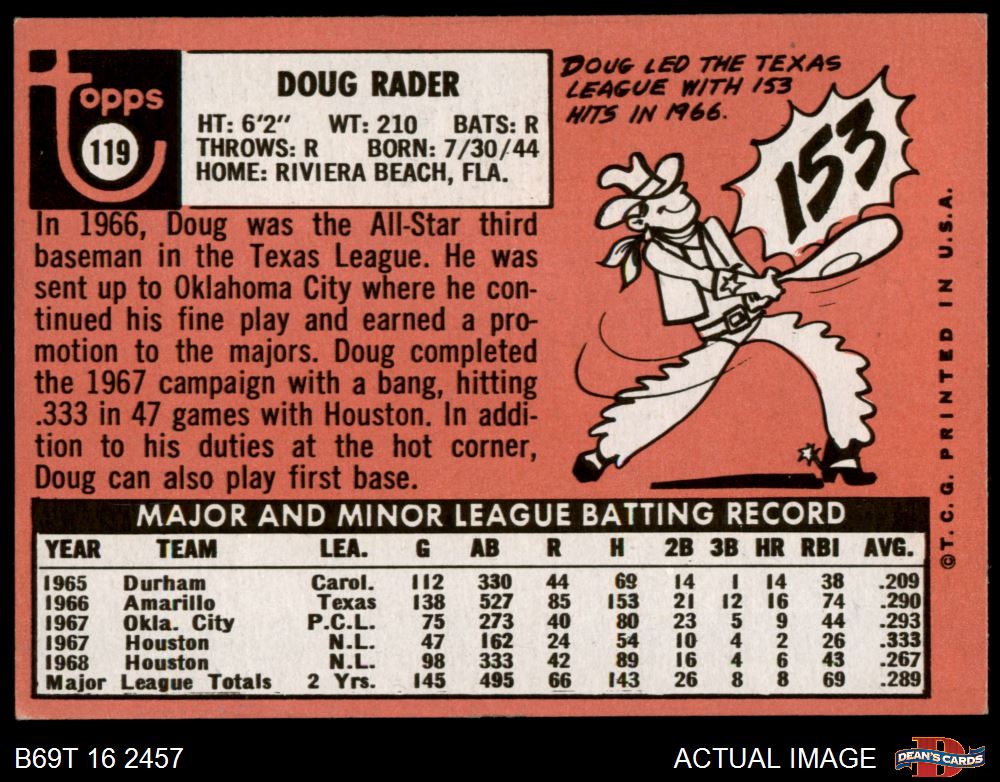 Topps
119
DOUG RADER
HT: 6'2" WT: 210 BATS: R
THROWS: R BORN: 7/30/44
HOME: RIVIERA BEACH, FLA.
In 1966, Doug was the All-Star third
baseman in the Texas League. He was
sent up to Oklahoma City where he con-
tinued his fine play and earned a pro-
motion to the majors. Doug completed
the 1967 campaign with a bang, hitting
.333 in 47 games with Houston. In addi-
tion to his duties at the hot corner,
Doug can also play first base.
DOUG LED THE TEXAS
LEAGUE WITH 153
HITS IN 1966.
153
©T. C. G. PRINTED IN U.S.A.
MAJOR AND MINOR LEAGUE BATTING RECORD
YEAR TEAM LEA. G AB R H 2B 3B HR RBI AVG.
1965 Durham Carol. 112 330 44 69 14 1 14 38 .209
1966 Amarillo Texas 138 527 85 153 21 12 16 74 .290
1967 Okla. City P.C.L. 75 273 40 80 23 5 9 44 .293
1967 Houston N.L. 47 162 24 54 10 4 2 26 .333
1968 Houston N.L. 98 333 42 89 16 4 6 43 .267
Major League Totals 2 Yrs. 145 495 66 143 26 8 8 69 .289
B69T 16 2457
ACTUAL IMAGE
D
DEAN'S CARDS